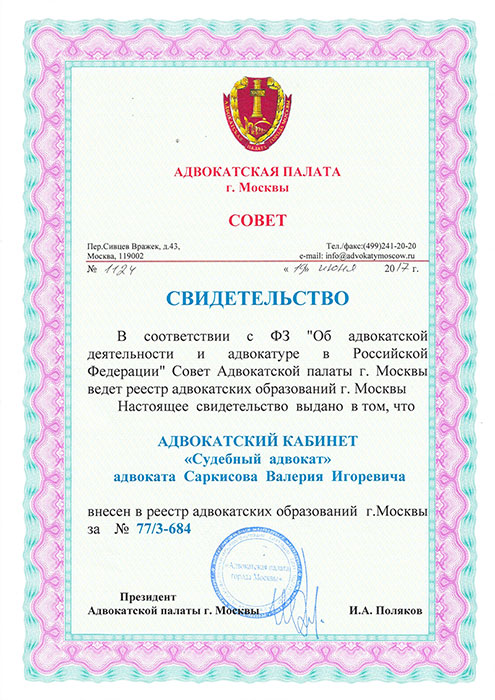 АДВОКАТСКАЯ ПАЛАТА
г. Москвы
СОВЕТ
Пер.Сивцев Вражек, д.43,
Москва, 119002
Тел./факс:(499)241-20-20
e-mail: info@advokatymoscow.ru
№ 1124
« 19» июня 2017 г.
СВИДЕТЕЛЬСТВО
В соответствии с ФЗ "Об адвокатской
деятельности и адвокатуре в Российской
Федерации" Совет Адвокатской палаты г. Москвы
ведет реестр адвокатских образований г. Москвы
Настоящее свидетельство выдано в том, что
АДВОКАТСКИЙ КАБИНЕТ
«Судебный адвокат»
адвоката Саркисова Валерия Игоревича
внесен в реестр адвокатских образований г.Москвы
за № 77/3-684
«Адвокатская палата
города Москвы»
Президент
Адвокатской палаты г. Москвы
И.А. Поляков